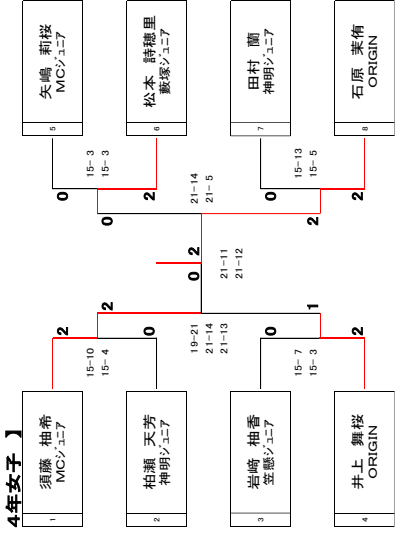 4年女子 】
1
須藤 柚希
MCジュニア
2
柏瀬 天芳
神明ジュニア
3
岩﨑 柚香
笠懸ジュニア
4
井上 舞桜
ORIGIN
5
矢嶋 莉桜
MCジュニア
6
松本 詩穂里
藪塚ジュニア
7
田村 蘭
神明ジュニア
8
石原 茉侑
ORIGIN
2
0
15-10
15- 4
0
2
15- 7
15- 3
2
1
19-21
21-14
21-13
0
2
21-11
21-12
0
2
21-14
21- 5
0
2
15- 3
15- 3
0
2
15-13
15- 5